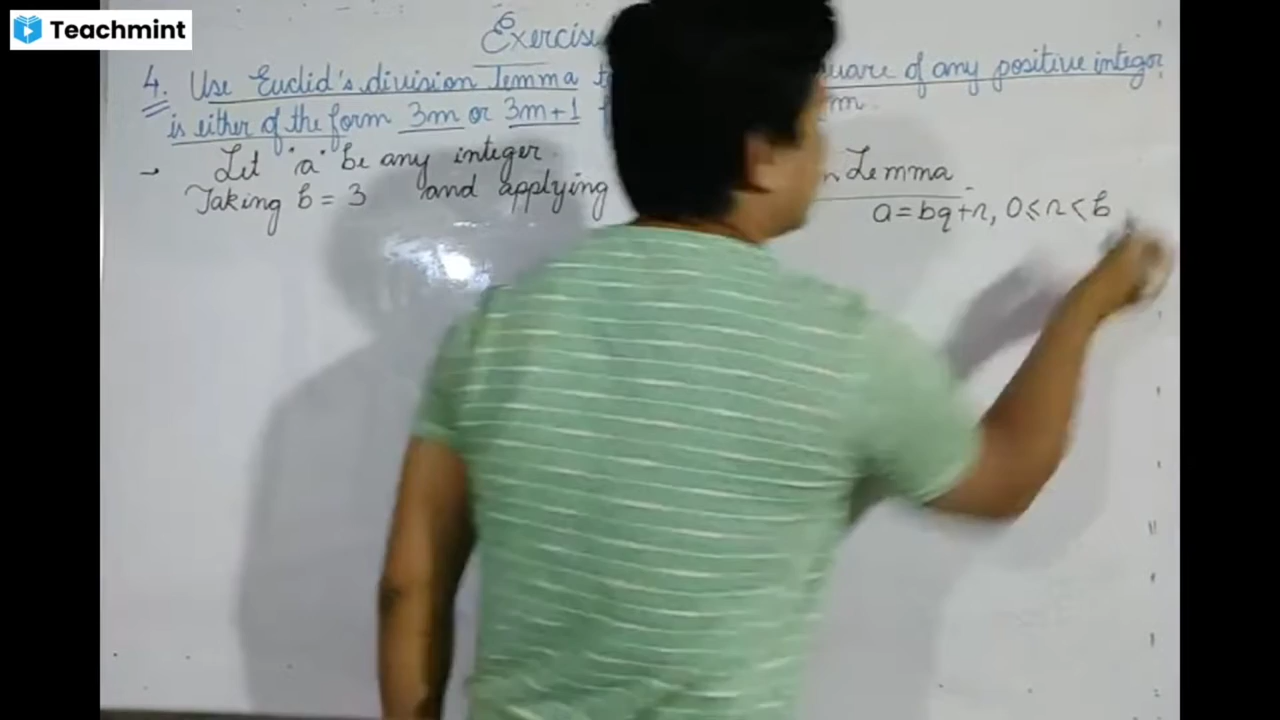 Teachmint
Exercise
4. Use Euclid's division lemma square of any positive integer
is either of the form 3m or 3m+1
→ Let 'a' be any integer
Taking b = 3 and applying Lemma
a = bq+r, 0 ≤ r < b